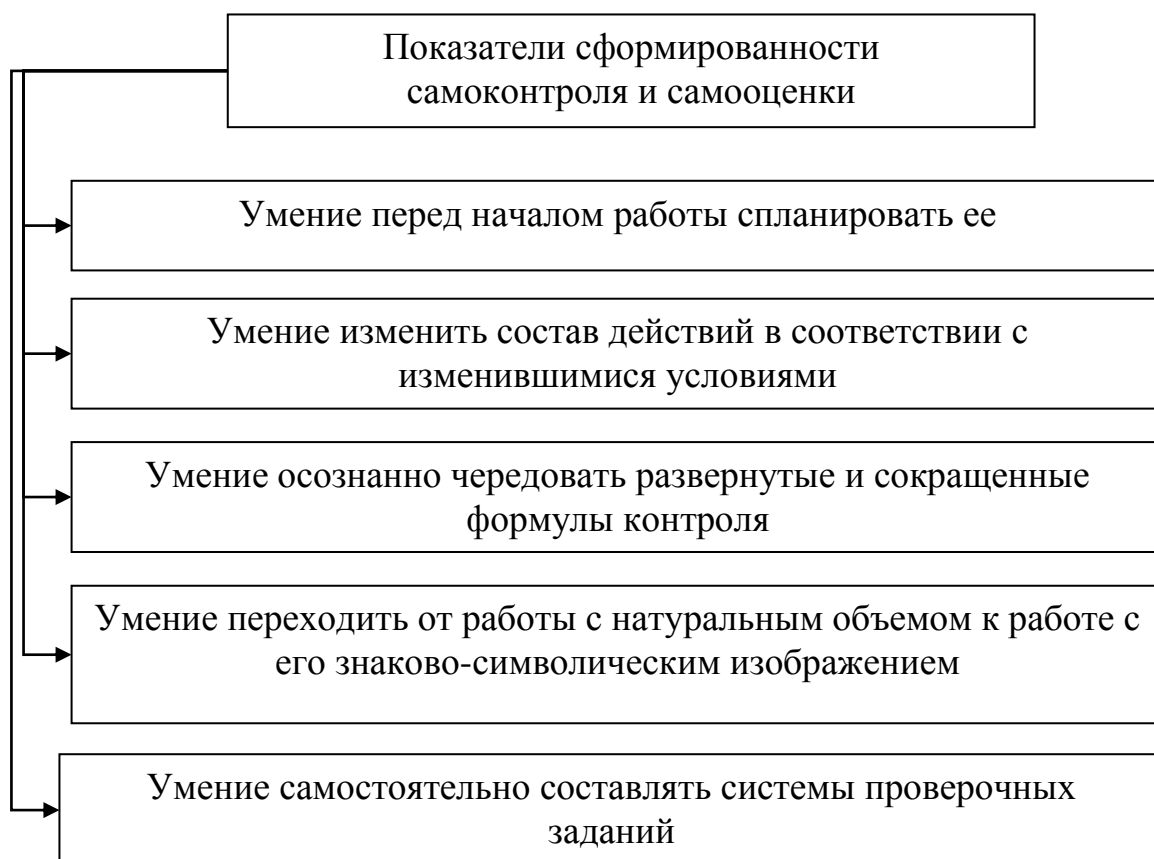 Показатели сформированности
самоконтроля и самооценки
Умение перед началом работы спланировать ее
Умение изменить состав действий в соответствии с
изменившимися условиями
Умение осознанно чередовать развернутые и сокращенные
формулы контроля
Умение переходить от работы с натуральным объемом к работе с
его знаково-символическим изображением
Умение самостоятельно составлять системы проверочных
заданий